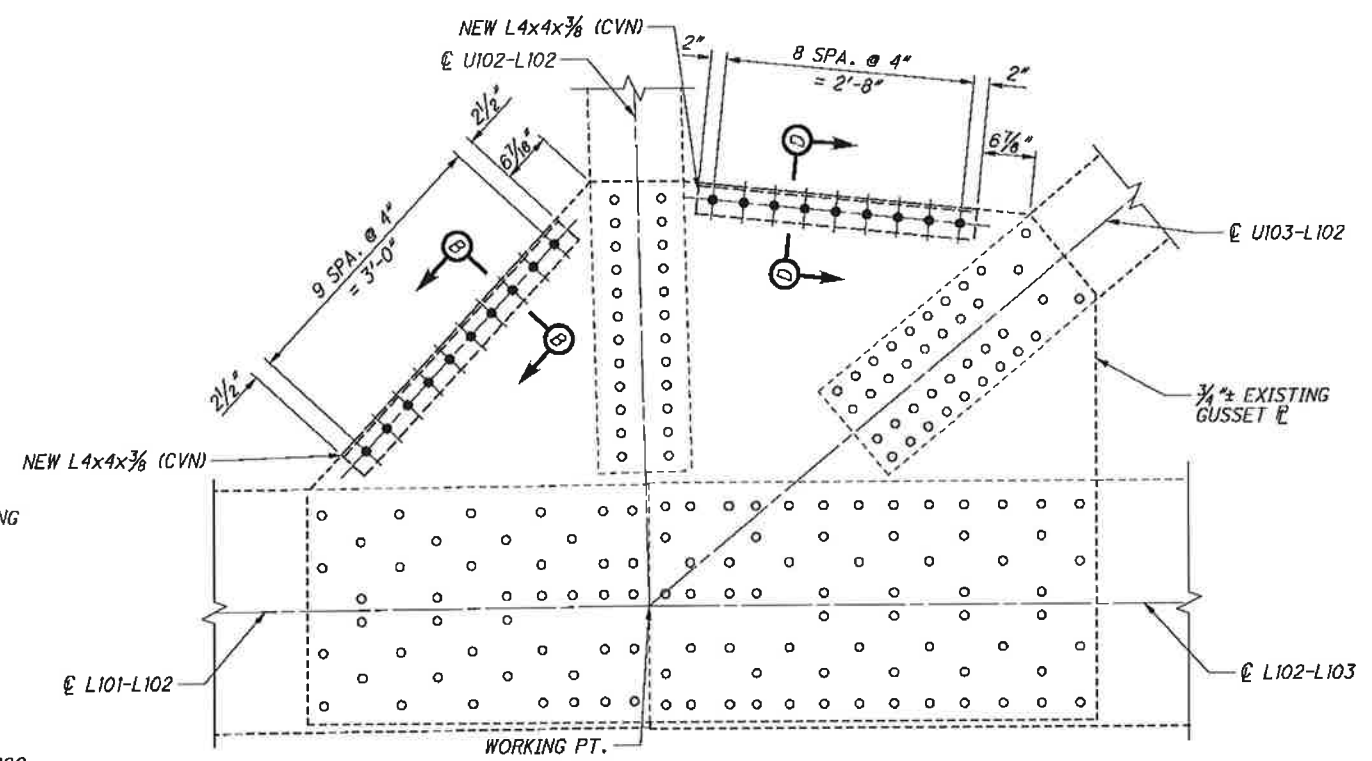 NEW L4x4x3/8 (CVN)
℄ U102-L102
2"
8 SPA. @ 4"
= 2'-8"
2"
6 7/8"
2 1/2"
6 7/16"
9 SPA. @ 4"
= 3'-0"
2 1/2"
D
D
B
B
℄ U103-L102
3/4"± EXISTING
GUSSET ℙL
NEW L4x4x3/8 (CVN)
NG
℄ L101-L102
℄ L102-L103
WORKING PT.